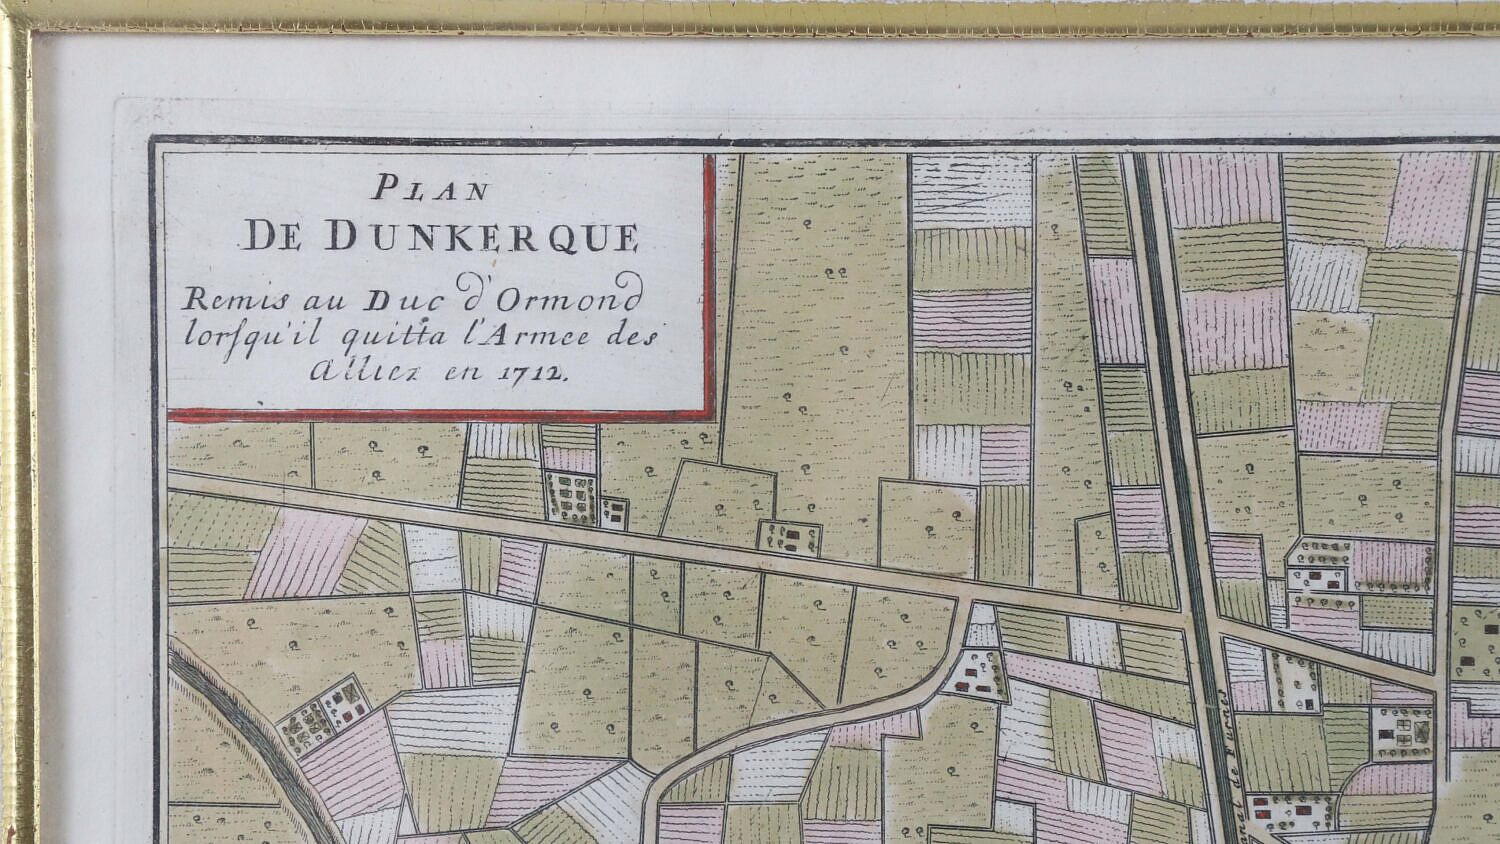 PLAN
DE DUNKERQUE
Remis au Duc d'Ormond
lorſqu'il quitta l'Armee des
Alliez en 1712.
anal de Furnes